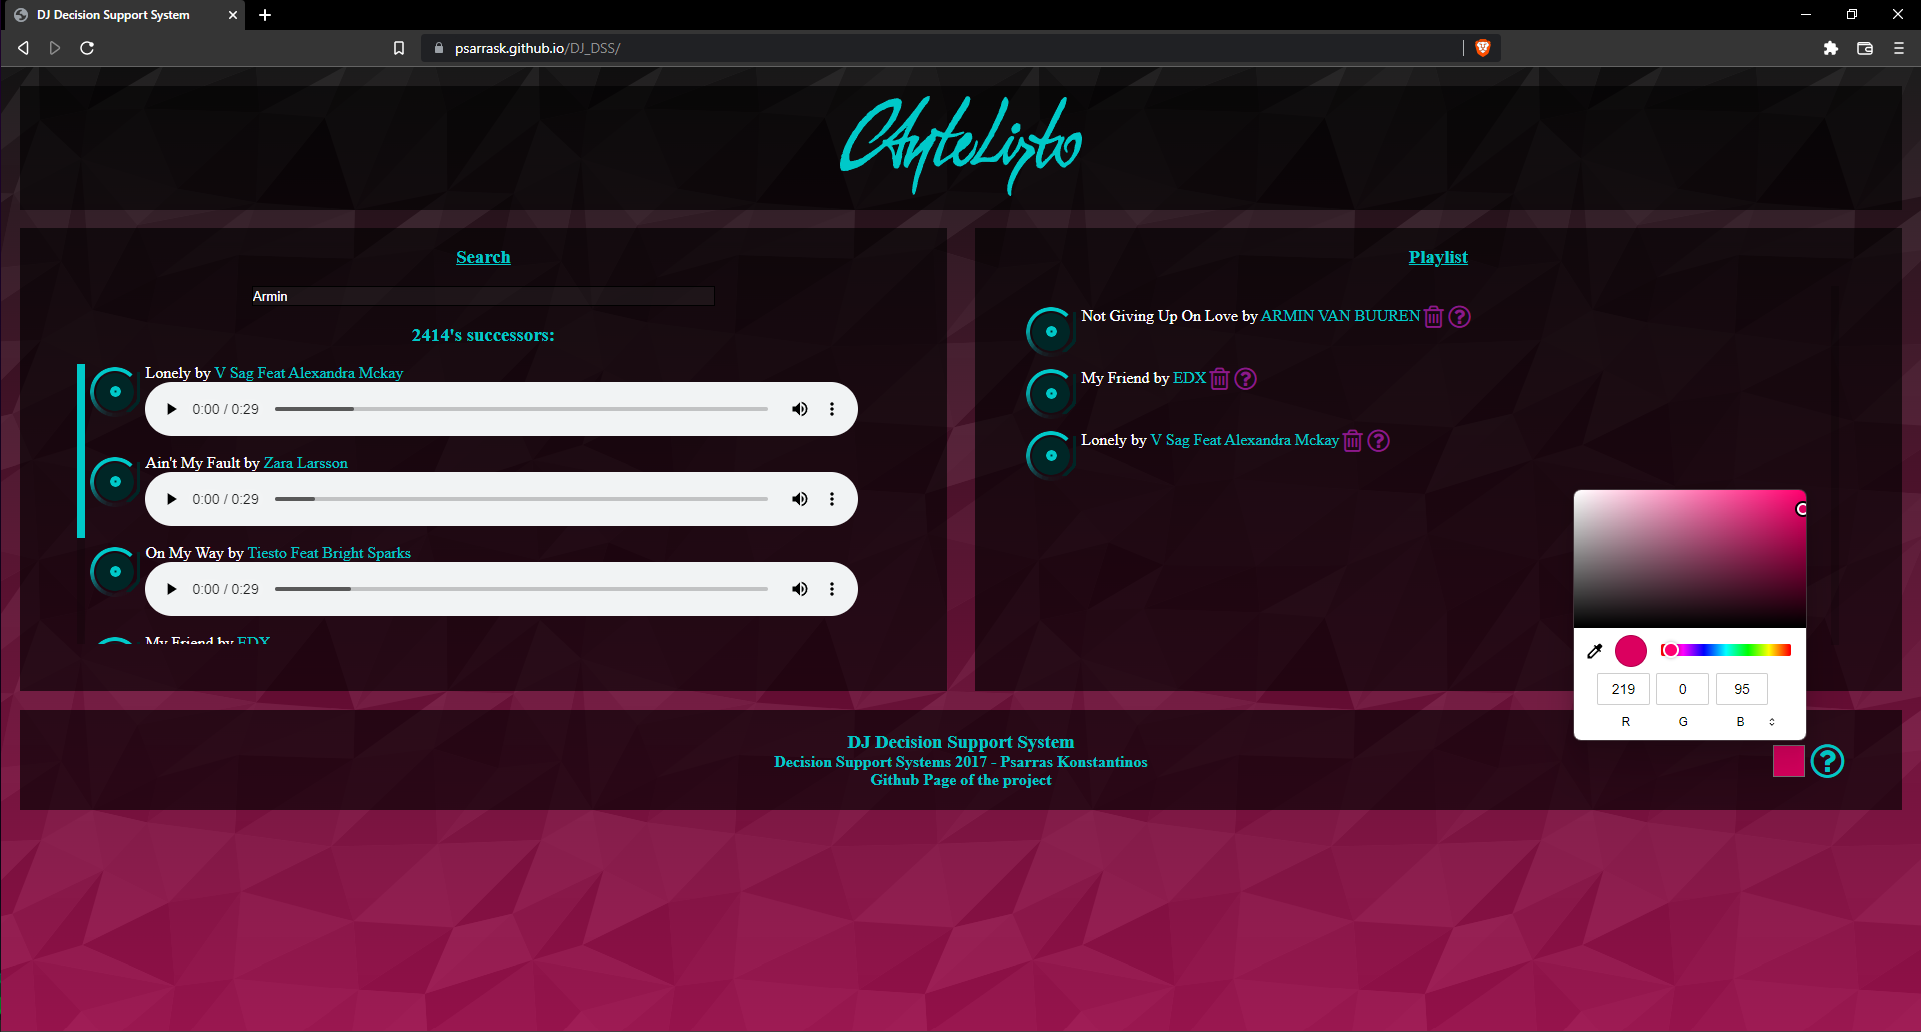 DJ Decision Support System
psarrask.github.io/DJ_DSS/
AnteListo
Search
Armin
2414's successors:
Lonely by V Sag Feat Alexandra Mckay
0:00 / 0:29
Ain't My Fault by Zara Larsson
0:00 / 0:29
On My Way by Tiesto Feat Bright Sparks
0:00 / 0:29
My Friend by EDX
Playlist
Not Giving Up On Love by ARMIN VAN BUUREN
My Friend by EDX
Lonely by V Sag Feat Alexandra Mckay
219 0 95
R G B
DJ Decision Support System
Decision Support Systems 2017 - Psarras Konstantinos
Github Page of the project